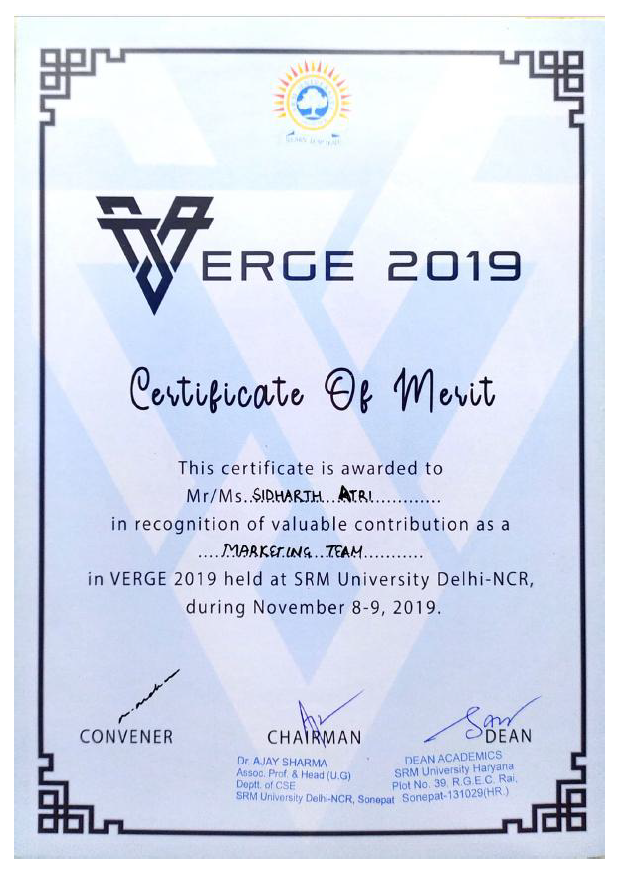 VERGE 2019
Certificate Of Merit
This certificate is awarded to
Mr/Ms..SIDHARTH ATRI............
in recognition of valuable contribution as a
....MARKETING TEAM...........
in VERGE 2019 held at SRM University Delhi-NCR,
during November 8-9, 2019.
CONVENER
CHAIRMAN
DEAN
Dr. AJAY SHARMA
Assoc. Prof. & Head (U.G)
Deptt. of CSE
SRM University Delh-NCR, Sonepat
DEAN ACADEMICS
SRM University Haryana
Plot No. 39, R.G.E.C. Rai,
Sonepat-131029(HR.)